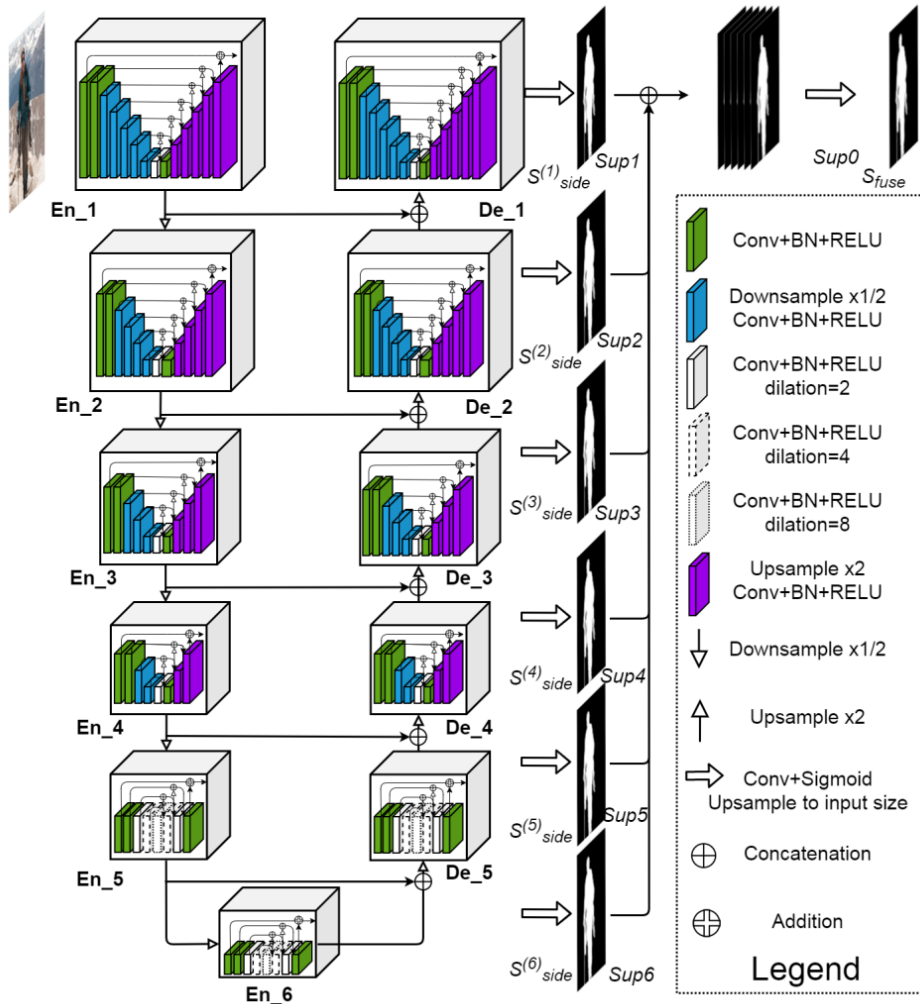 En_1
De_1
S(1)side
Sup1
Sup0
Sfuse
En_2
De_2
S(2)side
Sup2
En_3
De_3
S(3)side
Sup3
En_4
De_4
S(4)side
Sup4
En_5
De_5
S(5)side
Sup5
En_6
S(6)side
Sup6
Conv+BN+RELU
Downsample x1/2
Conv+BN+RELU
Conv+BN+RELU
dilation=2
Conv+BN+RELU
dilation=4
Conv+BN+RELU
dilation=8
Upsample x2
Conv+BN+RELU
Downsample x1/2
Upsample x2
Conv+Sigmoid
Upsample to input size
Concatenation
Addition
Legend